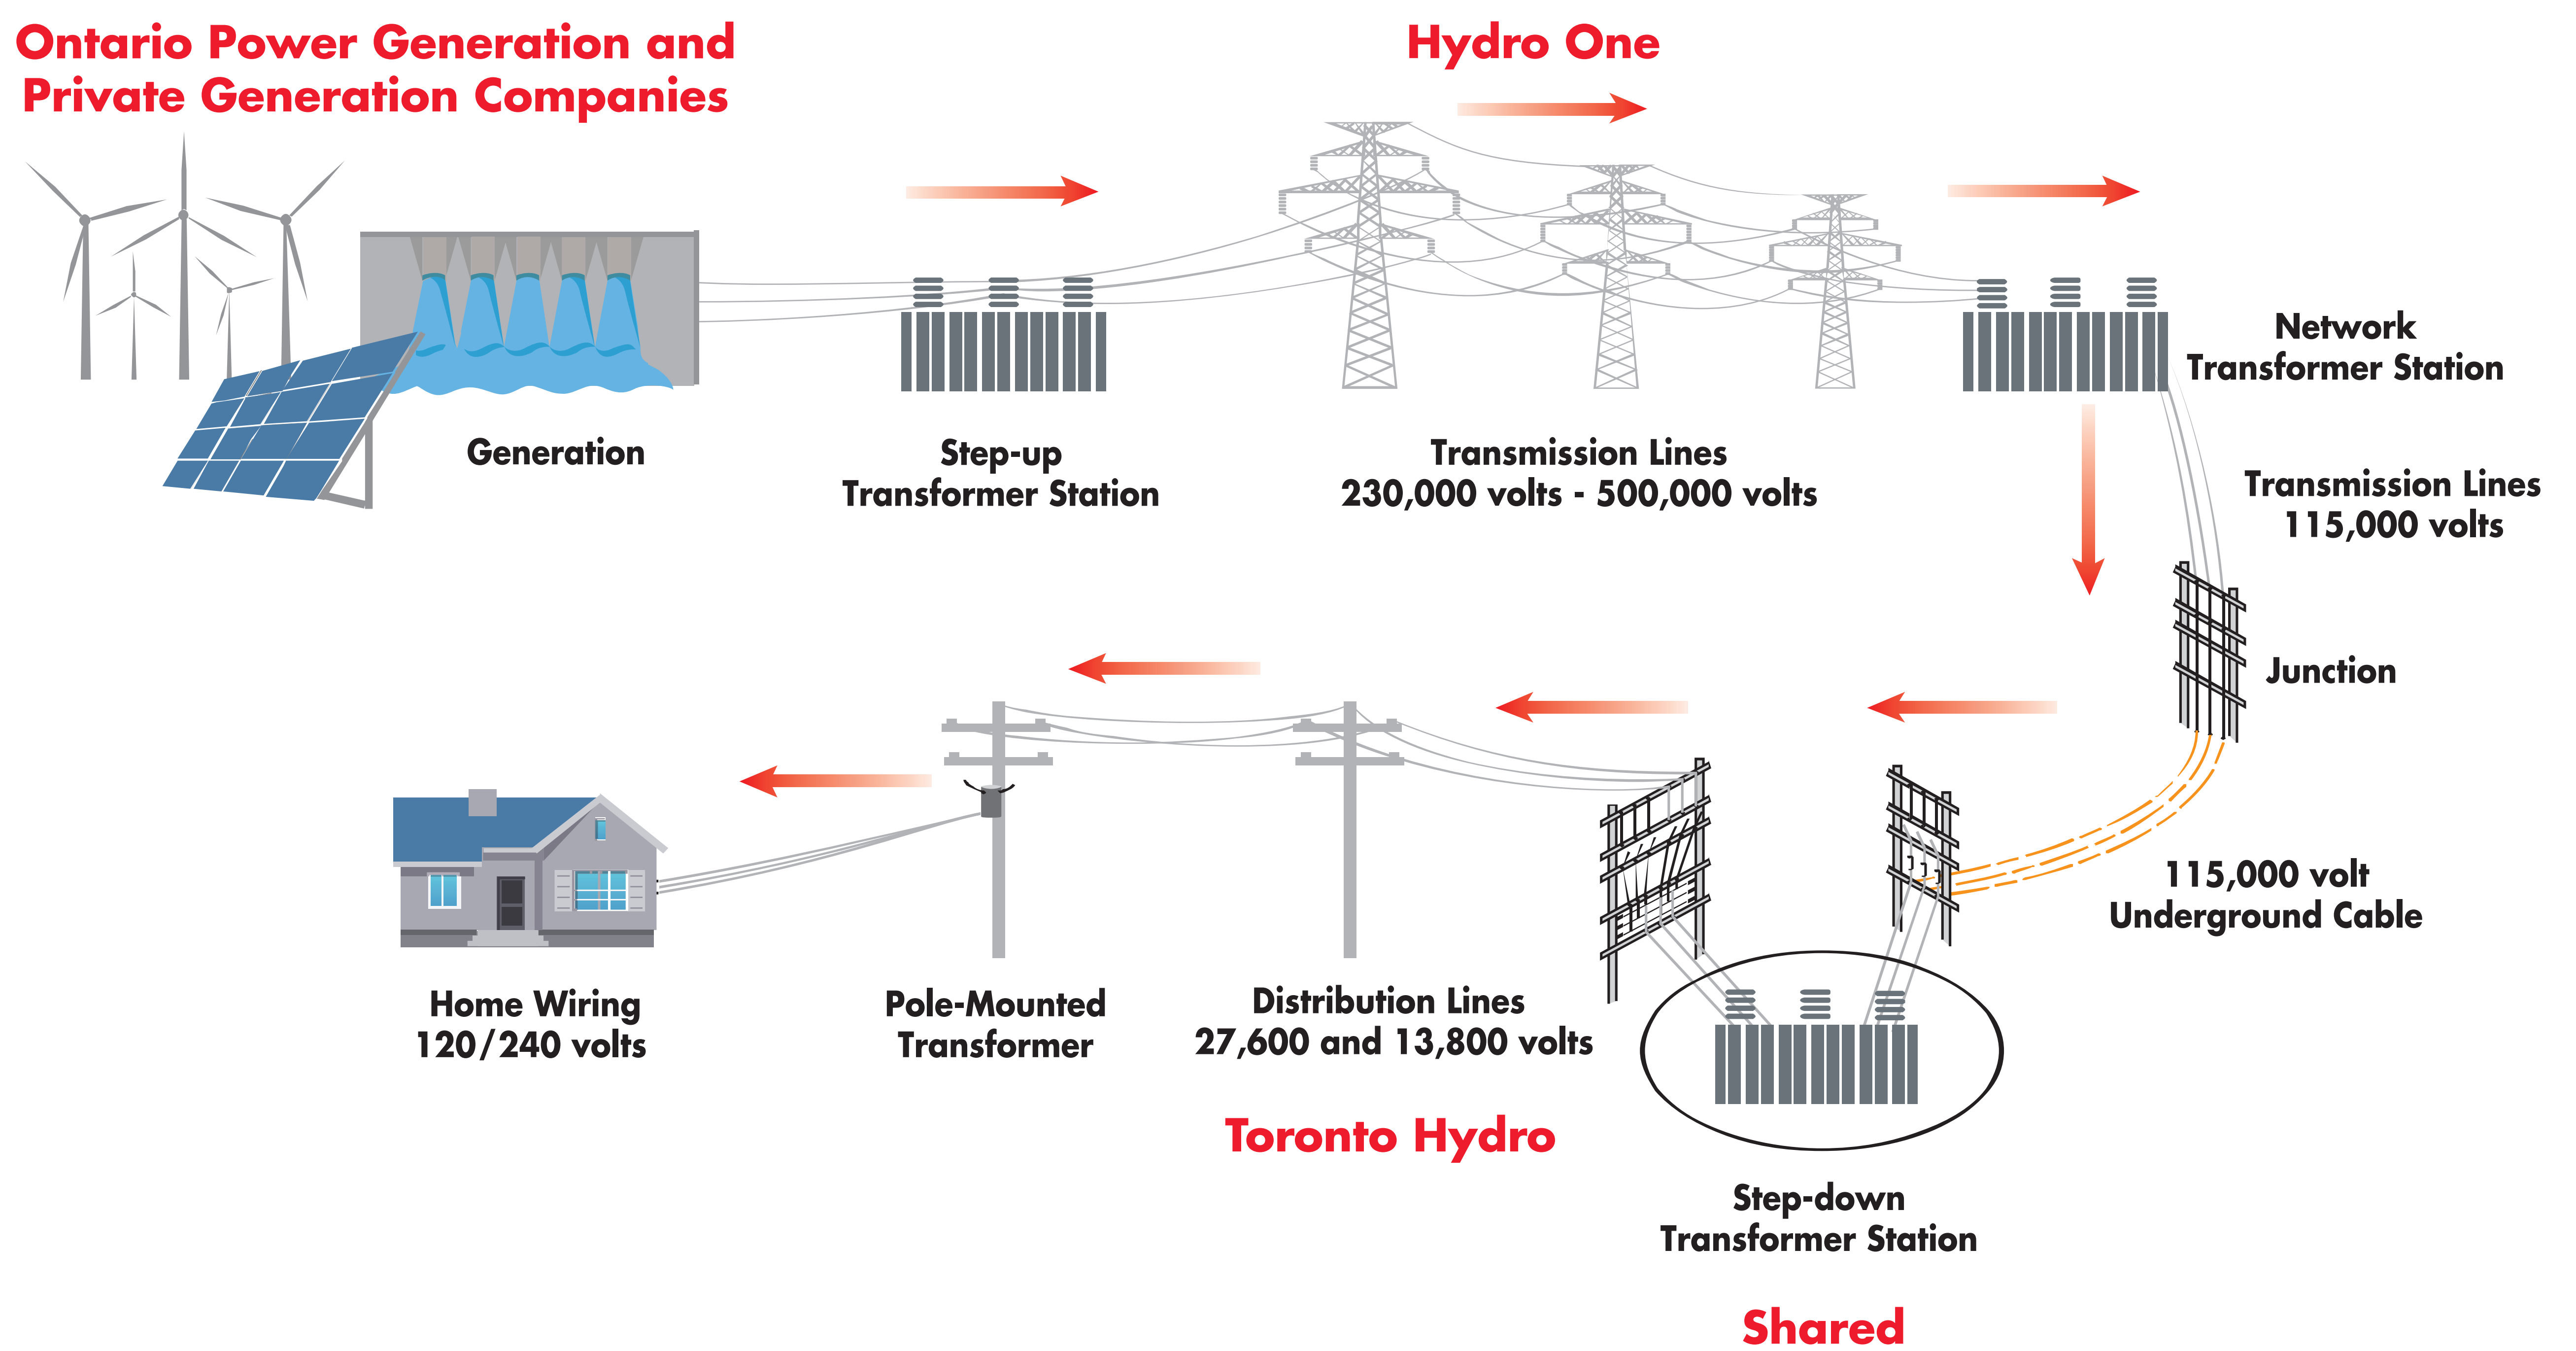 Ontario Power Generation and
Private Generation Companies
Hydro One
Generation
Step-up
Transformer Station
Transmission Lines
230,000 volts - 500,000 volts
Network
Transformer Station
Transmission Lines
115,000 volts
Junction
115,000 volt
Underground Cable
Home Wiring
120/240 volts
Pole-Mounted
Transformer
Distribution Lines
27,600 and 13,800 volts
Toronto Hydro
Step-down
Transformer Station
Shared